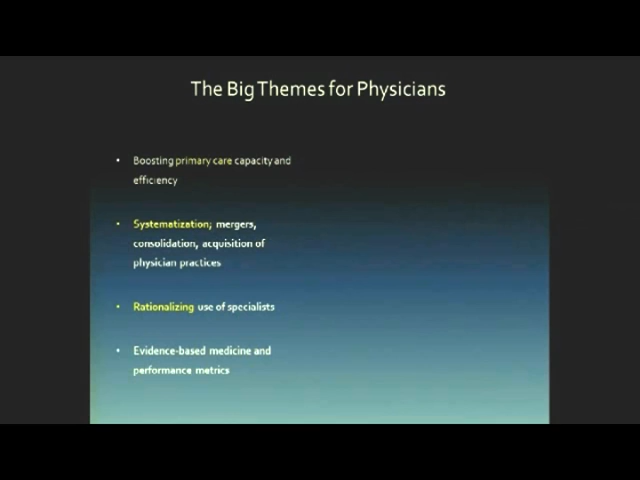 The Big Themes for Physicians
• Boosting primary care capacity and
efficiency
• Systematization; mergers,
consolidation, acquisition of
physician practices
• Rationalizing use of specialists
• Evidence-based medicine and
performance metrics